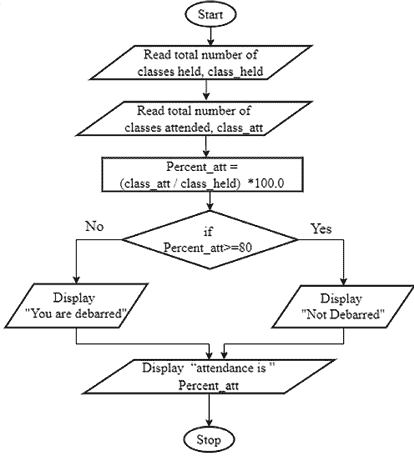 Start
Read total number of
classes held, class_held
Read total number of
classes attended, class_att
Percent_att =
(class_att / class_held) *100.0
No
if
Percent_att>=80
Yes
Display
"You are debarred"
Display
"Not Debarred"
Display “attendance is ”
Percent_att
Stop